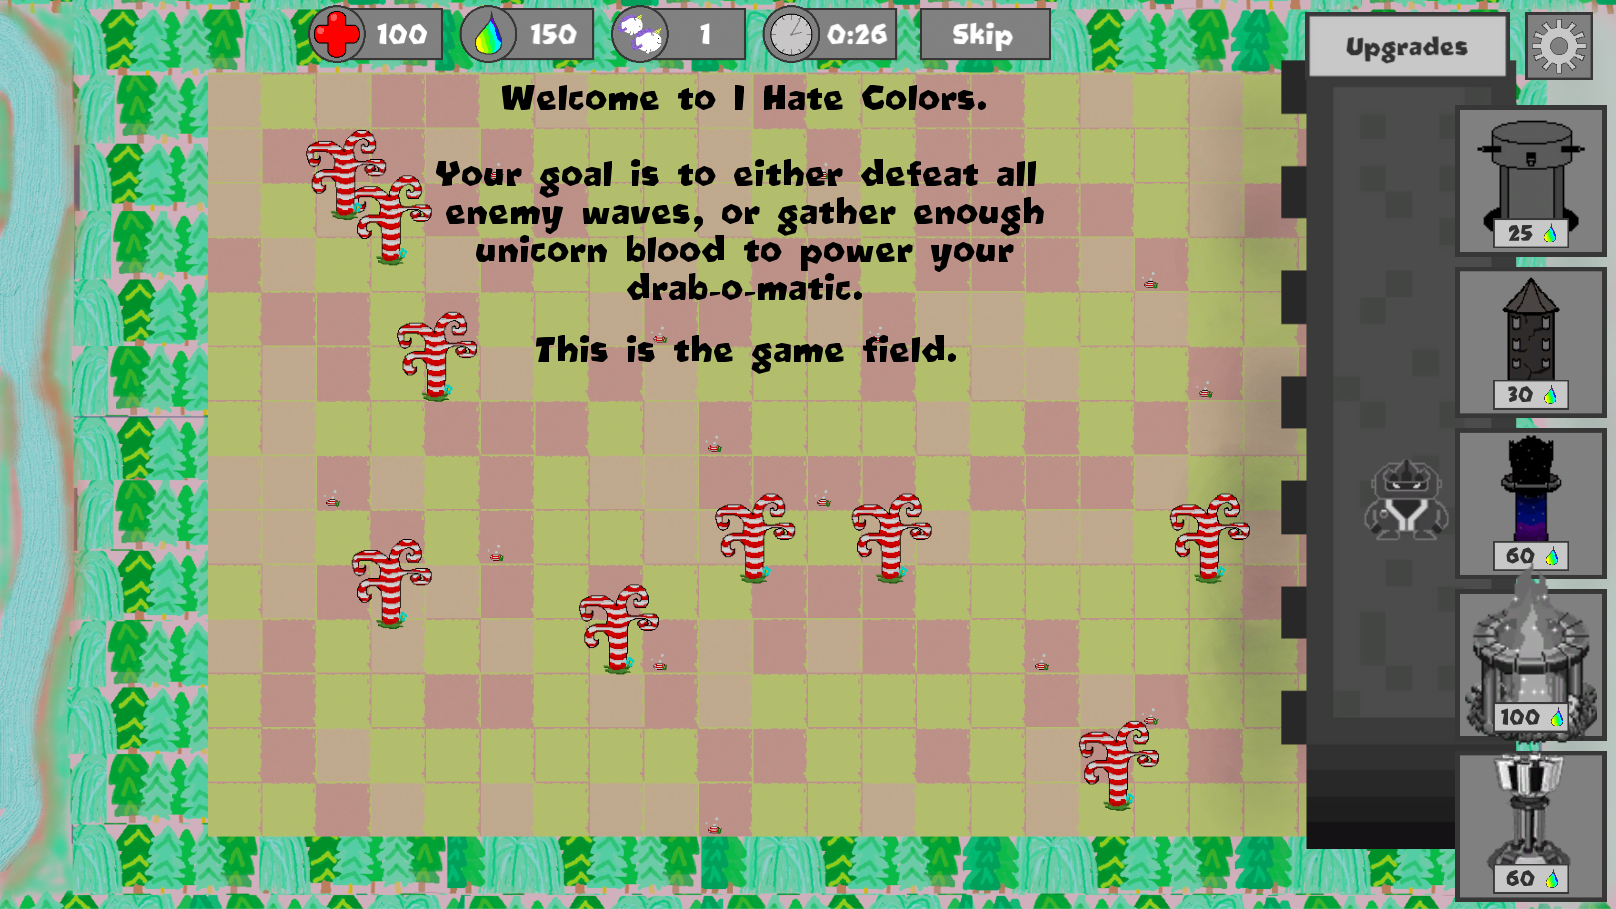 100
150
1
0:26
Skip
Upgrades
Welcome to I Hate Colors.
Your goal is to either defeat all
enemy waves, or gather enough
unicorn blood to power your
drab-o-matic.
This is the game field.
25
30
60
100
60